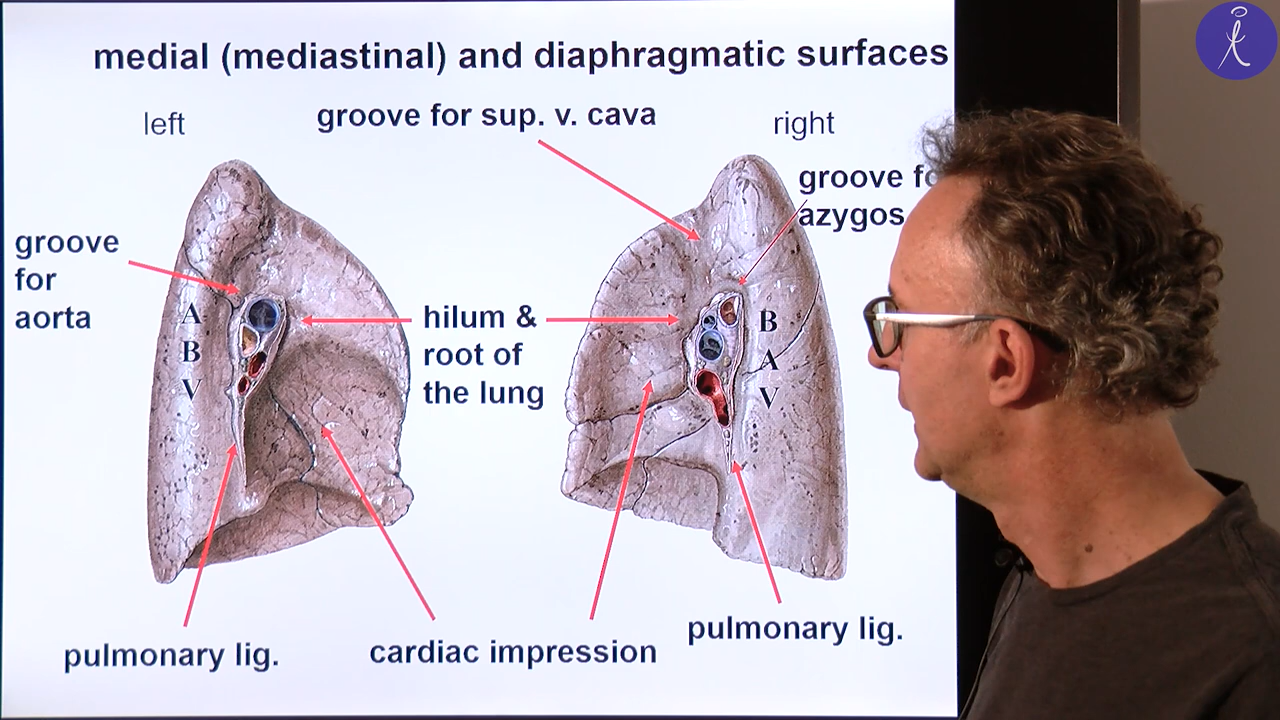 medial (mediastinal) and diaphragmatic surfaces
left
groove for sup. v. cava
right
groove
azygos
groove
for
aorta
A
B
V
hilum &
root of
the lung
B
A
V
pulmonary lig.
cardiac impression
pulmonary lig.